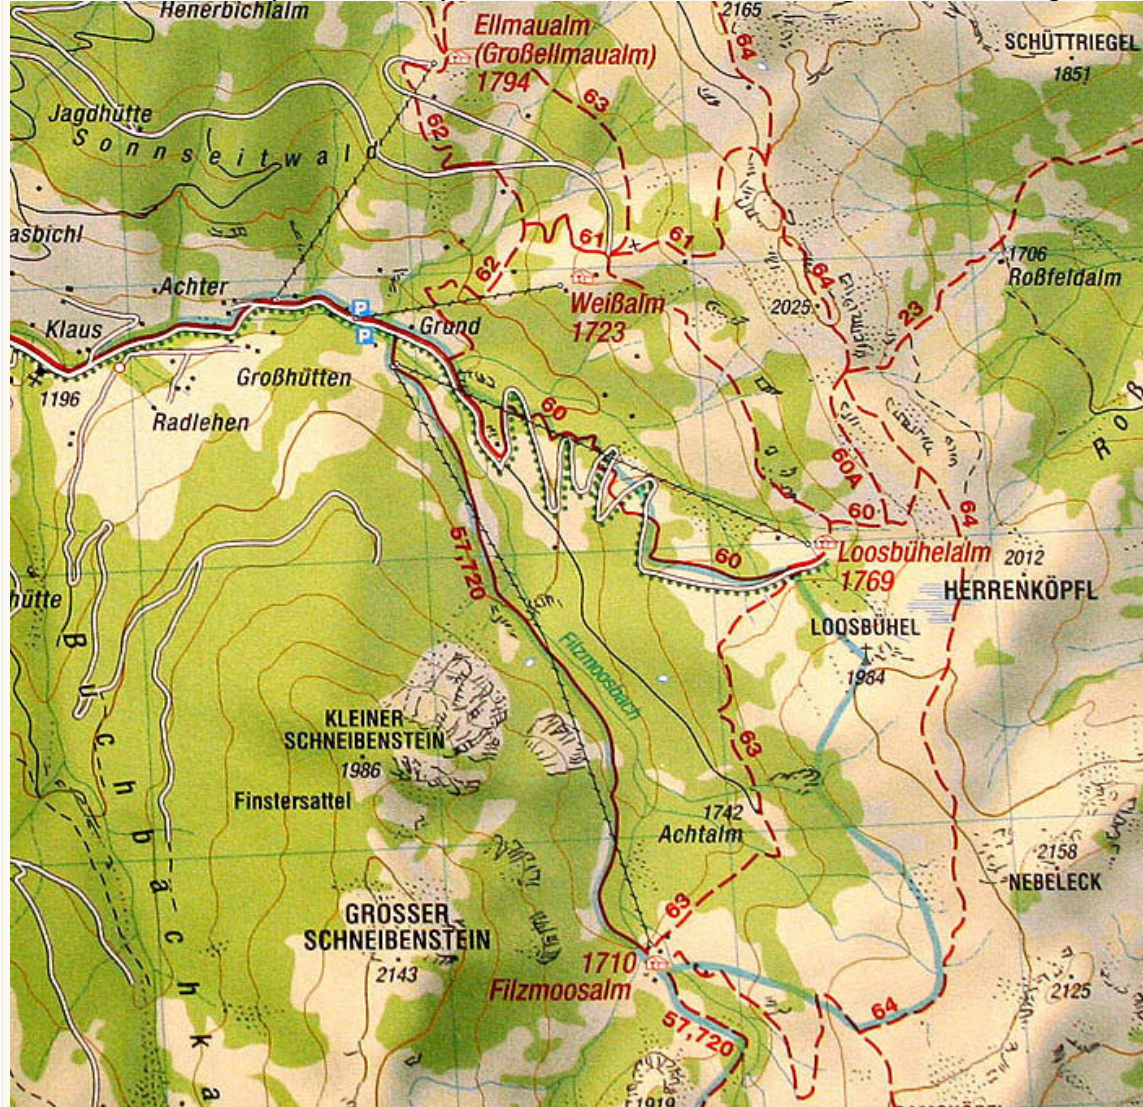 Henerbichlalm
Ellmaualm
(Großellmaualm)
1794
2165
64
SCHÜTTRIEGEL
1851
Jagdhütte
Sonnseitwald
62
63
asbichl
61
61
62
64
1706
Roßfeldalm
Achter
Weißalm
1723
2025
23
P
P
Klaus
Grund
Großhütten
1196
Radlehen
60
60A
60
64
57,720
60
Loosbühelalm
1769
2012
HERRENKÖPFL
hütte
LOOSBÜHEL
1984
Filzmoosbach
KLEINER
SCHNEIBENSTEIN
1986
63
Finstersattel
1742
Achtalm
2158
NEBELECK
63
GROSSER
SCHNEIBENSTEIN
2143
1710
Filzmoosalm
2125
64
57,720
Buchbachka
1919